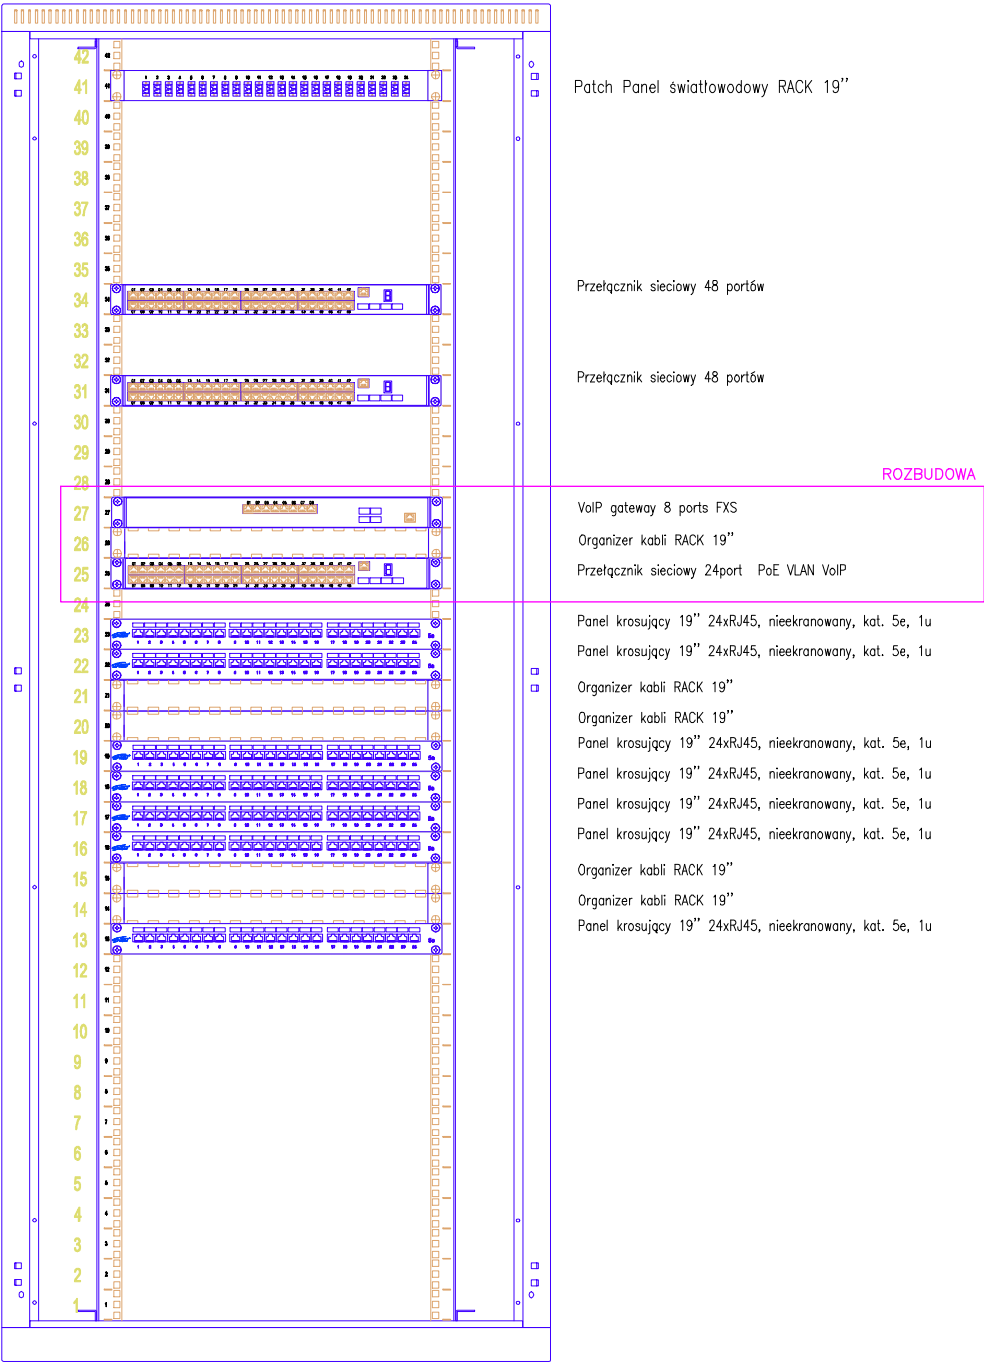 42
41
Patch Panel światłowodowy RACK 19''
40
39
38
37
36
35
34
Przełącznik sieciowy 48 portów
33
32
31
Przełącznik sieciowy 48 portów
30
29
28
ROZBUDOWA
27
VoIP gateway 8 ports FXS
26
Organizer kabli RACK 19''
25
Przełącznik sieciowy 24port PoE VLAN VoIP
24
23
Panel krosujący 19'' 24xRJ45, nieekranowany, kat. 5e, 1u
22
Panel krosujący 19'' 24xRJ45, nieekranowany, kat. 5e, 1u
21
Organizer kabli RACK 19''
20
Organizer kabli RACK 19''
19
Panel krosujący 19'' 24xRJ45, nieekranowany, kat. 5e, 1u
18
Panel krosujący 19'' 24xRJ45, nieekranowany, kat. 5e, 1u
17
Panel krosujący 19'' 24xRJ45, nieekranowany, kat. 5e, 1u
16
Panel krosujący 19'' 24xRJ45, nieekranowany, kat. 5e, 1u
15
Organizer kabli RACK 19''
14
Organizer kabli RACK 19''
13
Panel krosujący 19'' 24xRJ45, nieekranowany, kat. 5e, 1u
12
11
10
9
8
7
6
5
4
3
2
1